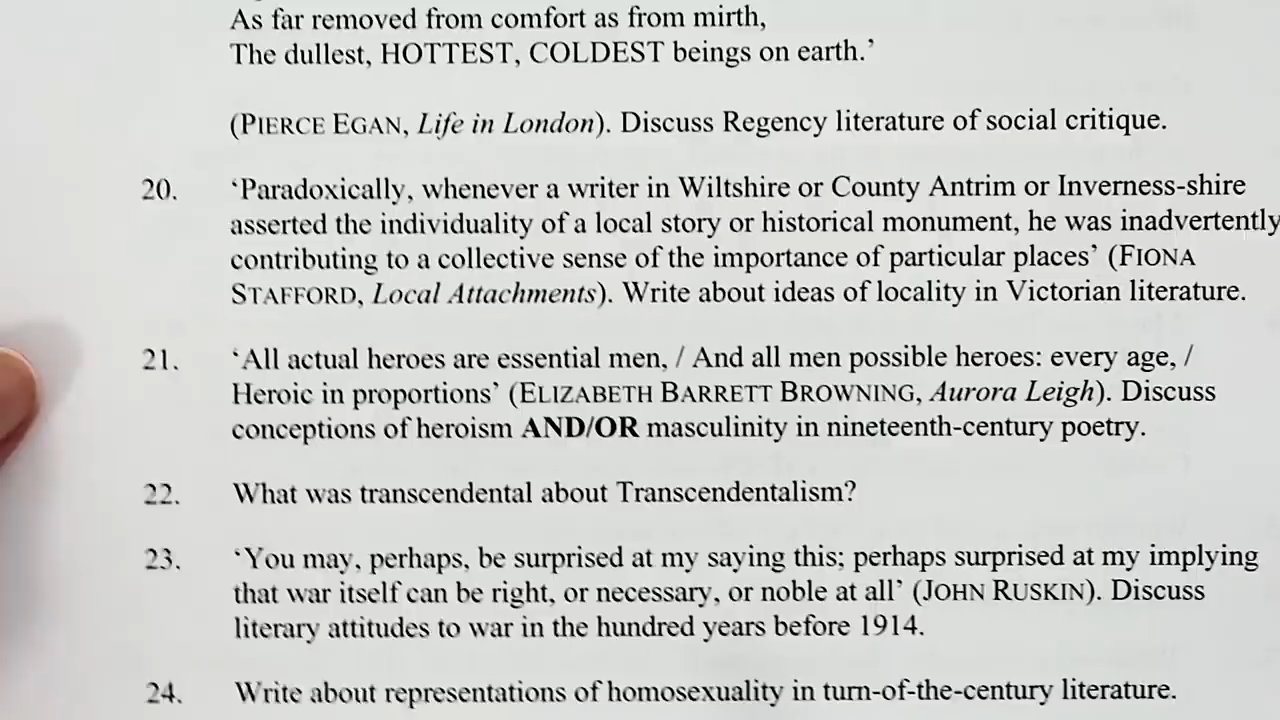 As far removed from comfort as from mirth,
The dullest, HOTTEST, COLDEST beings on earth.’
(PIERCE EGAN, Life in London). Discuss Regency literature of social critique.
20. ‘Paradoxically, whenever a writer in Wiltshire or County Antrim or Inverness-shire
asserted the individuality of a local story or historical monument, he was inadvertently
contributing to a collective sense of the importance of particular places’ (FIONA
STAFFORD, Local Attachments). Write about ideas of locality in Victorian literature.
21. ‘All actual heroes are essential men, / And all men possible heroes: every age, /
Heroic in proportions’ (ELIZABETH BARRETT BROWNING, Aurora Leigh). Discuss
conceptions of heroism AND/OR masculinity in nineteenth-century poetry.
22. What was transcendental about Transcendentalism?
23. ‘You may, perhaps, be surprised at my saying this; perhaps surprised at my implying
that war itself can be right, or necessary, or noble at all’ (JOHN RUSKIN). Discuss
literary attitudes to war in the hundred years before 1914.
24. Write about representations of homosexuality in turn-of-the-century literature.